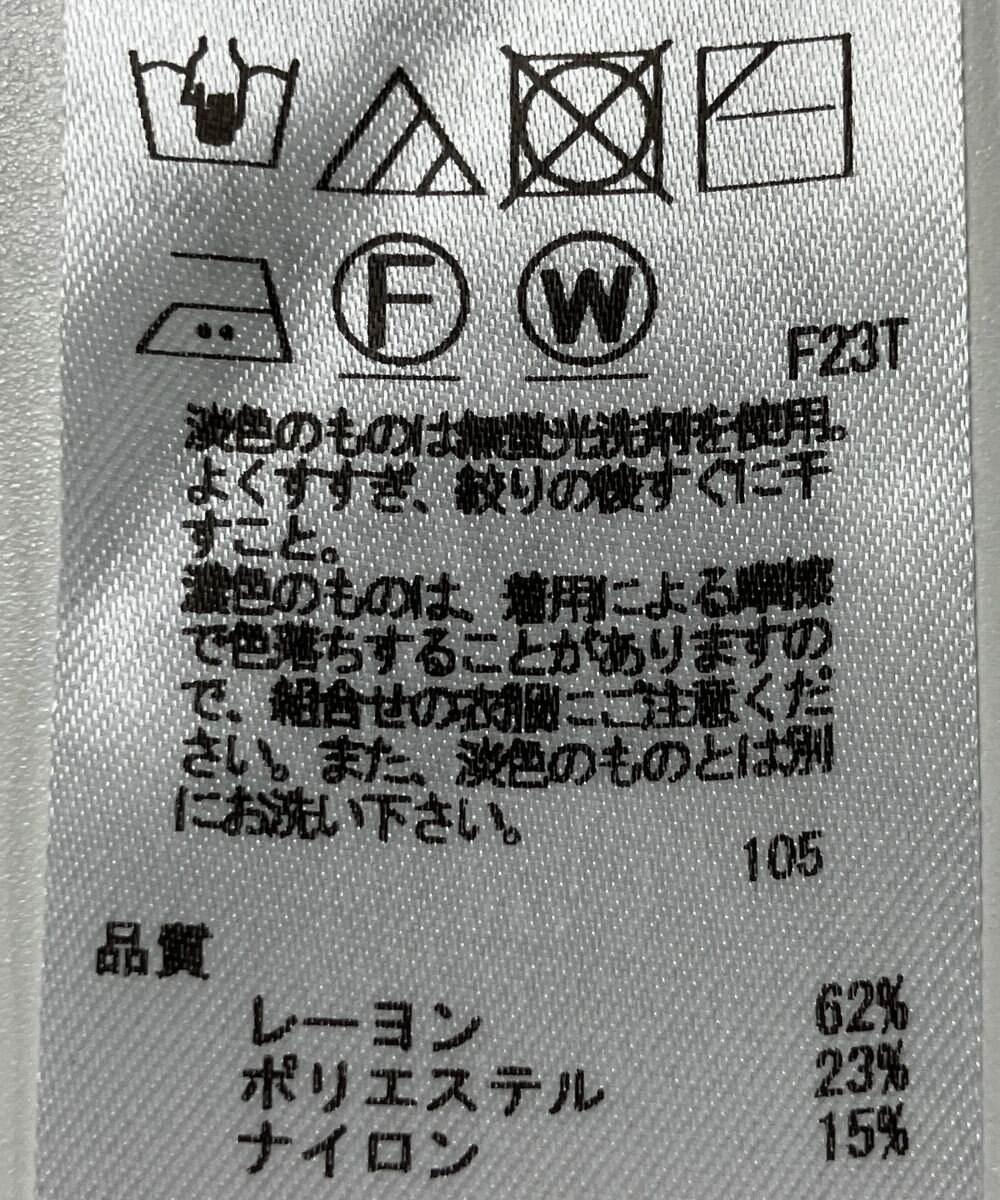 F W
F23T
淡色のものは無蛍光洗剤を使用。
よくすすぎ、絞りの後すぐに干
すこと。
濃色のものは、着用による摩擦
で色落ちすることがありますの
で、組合せの衣類にご注意くだ
さい。また、淡色のものとは別
にお洗い下さい。
105
品質
レーヨン 62%
ポリエステル 23%
ナイロン 15%